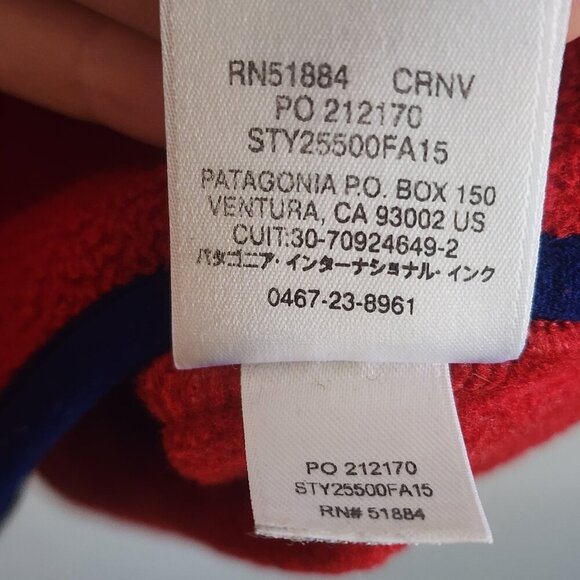 RN51884 CRNV
PO 212170
STY25500FA15
PATAGONIA P.O. BOX 150
VENTURA, CA 93002 US
CUIT:30-70924649-2
パタゴニア・インターナショナル・インク
0467-23-8961
PO 212170
STY25500FA15
RN# 51884